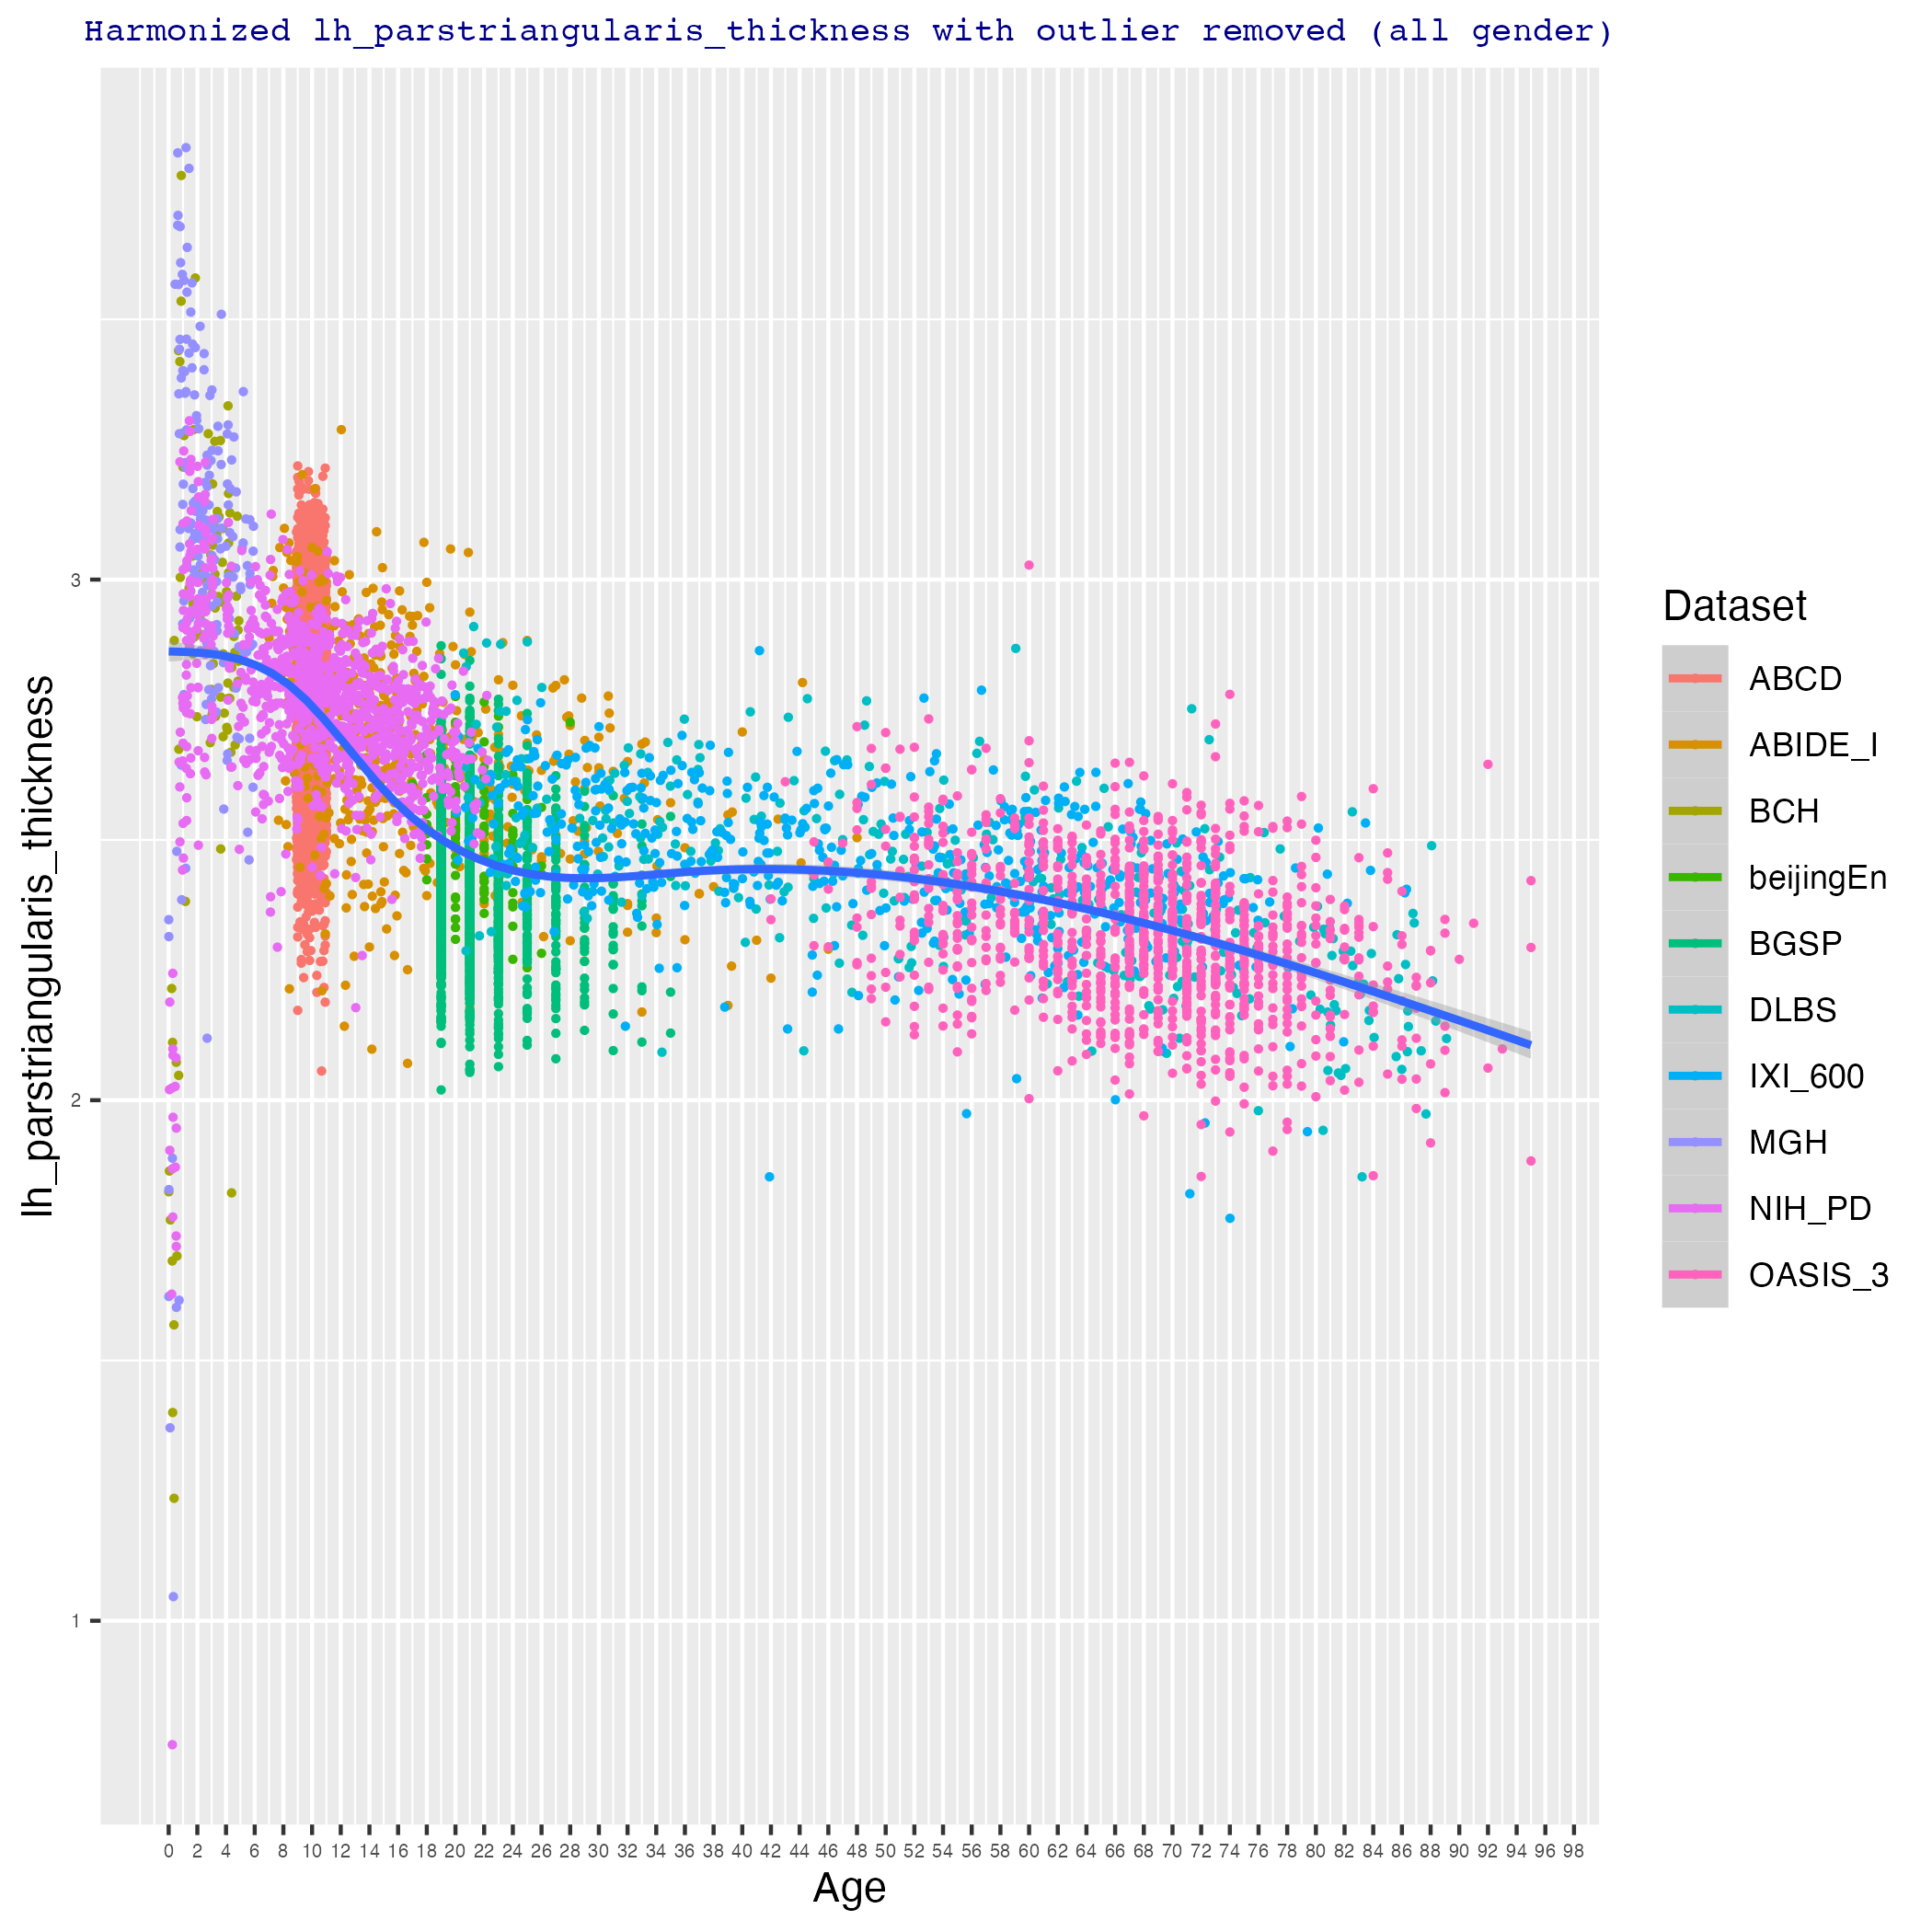 Harmonized lh_parstriangularis_thickness with outlier removed (all gender)
lh_parstriangularis_thickness
3
2
1
0 2 4 6 8 10 12 14 16 18 20 22 24 26 28 30 32 34 36 38 40 42 44 46 48 50 52 54 56 58 60 62 64 66 68 70 72 74 76 78 80 82 84 86 88 90 92 94 96 98
Age
Dataset
ABCD
ABIDE_I
BCH
beijingEn
BGSP
DLBS
IXI_600
MGH
NIH_PD
OASIS_3